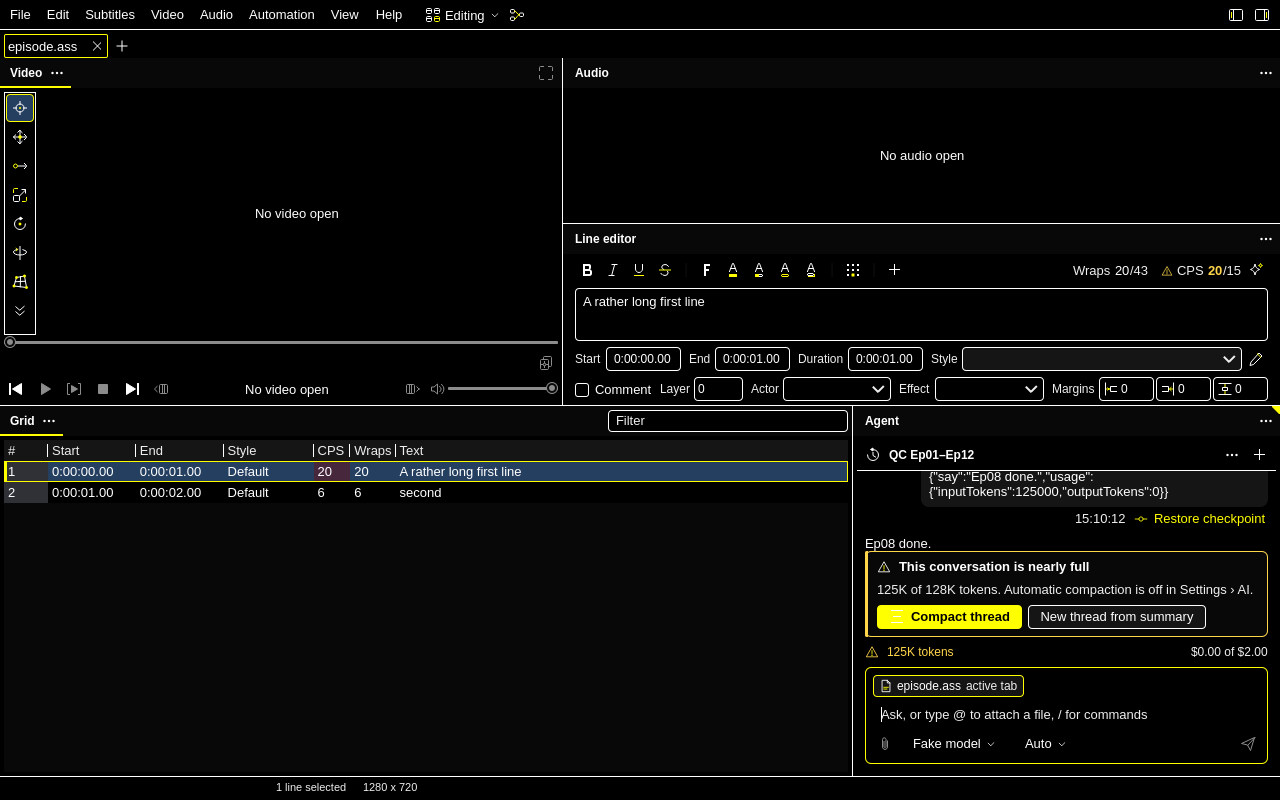 File Edit Subtitles Video Audio Automation View Help Editing
episode.ass
Video
Audio
No video open
No audio open
Line editor
B I U S F A A A A
Wraps 20/43 CPS 20/15
A rather long first line
Start 0:00:00.00 End 0:00:01.00 Duration 0:00:01.00 Style
Comment Layer 0 Actor Effect Margins 0 0 0
No video open
Grid
Filter
# Start End Style CPS Wraps Text
1 0:00:00.00 0:00:01.00 Default 20 20 A rather long first line
2 0:00:01.00 0:00:02.00 Default 6 6 second
Agent
QC Ep01–Ep12
{"say":"Ep08 done.","usage":
{"inputTokens":125000,"outputTokens":0}}
15:10:12 Restore checkpoint
Ep08 done.
This conversation is nearly full
125K of 128K tokens. Automatic compaction is off in Settings › AI.
Compact thread New thread from summary
125K tokens $0.00 of $2.00
episode.ass active tab
Ask, or type @ to attach a file, / for commands
Fake model Auto
1 line selected 1280 x 720